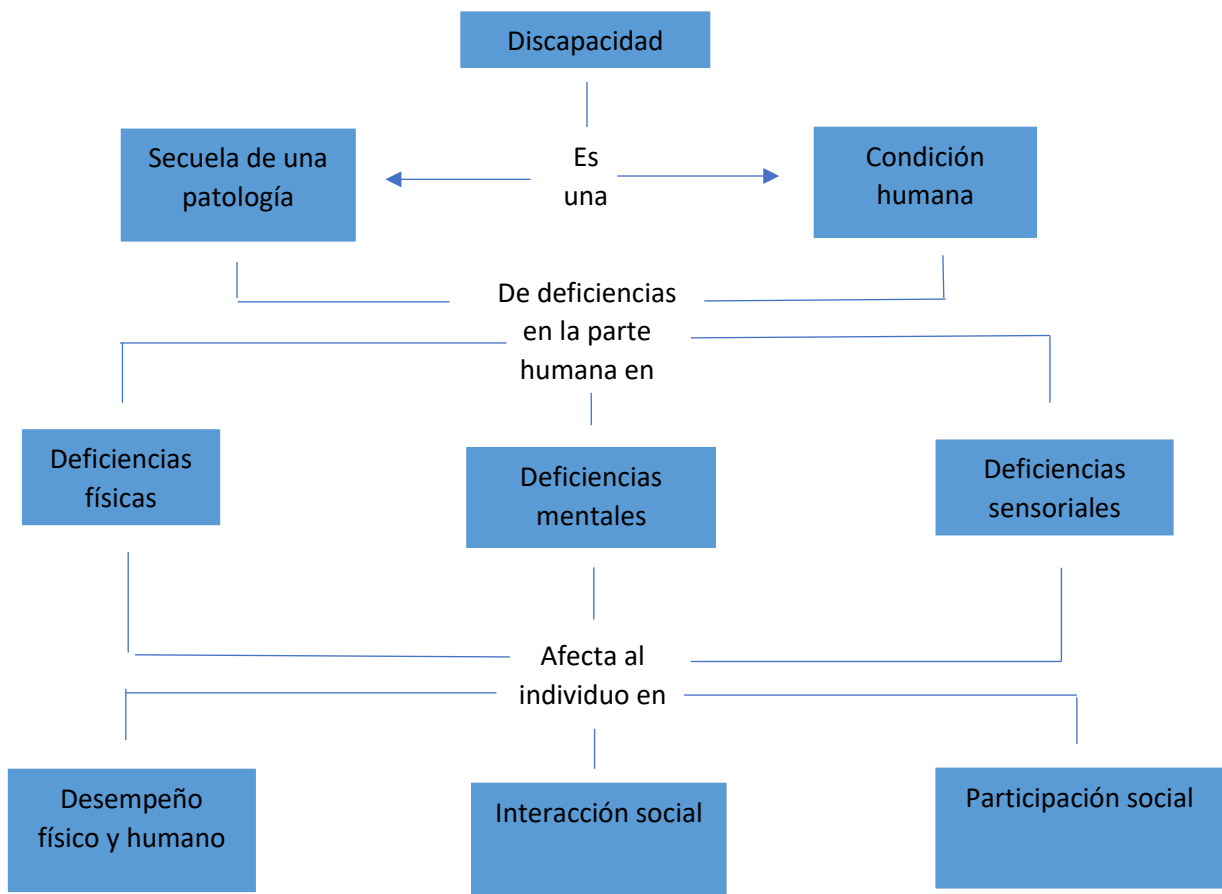 Discapacidad
Secuela de una
patología
Es
una
Condición
humana
De deficiencias
en la parte
humana en
Deficiencias
físicas
Deficiencias
mentales
Deficiencias
sensoriales
Afecta al
individuo en
Desempeño
físico y humano
Interacción social
Participación social